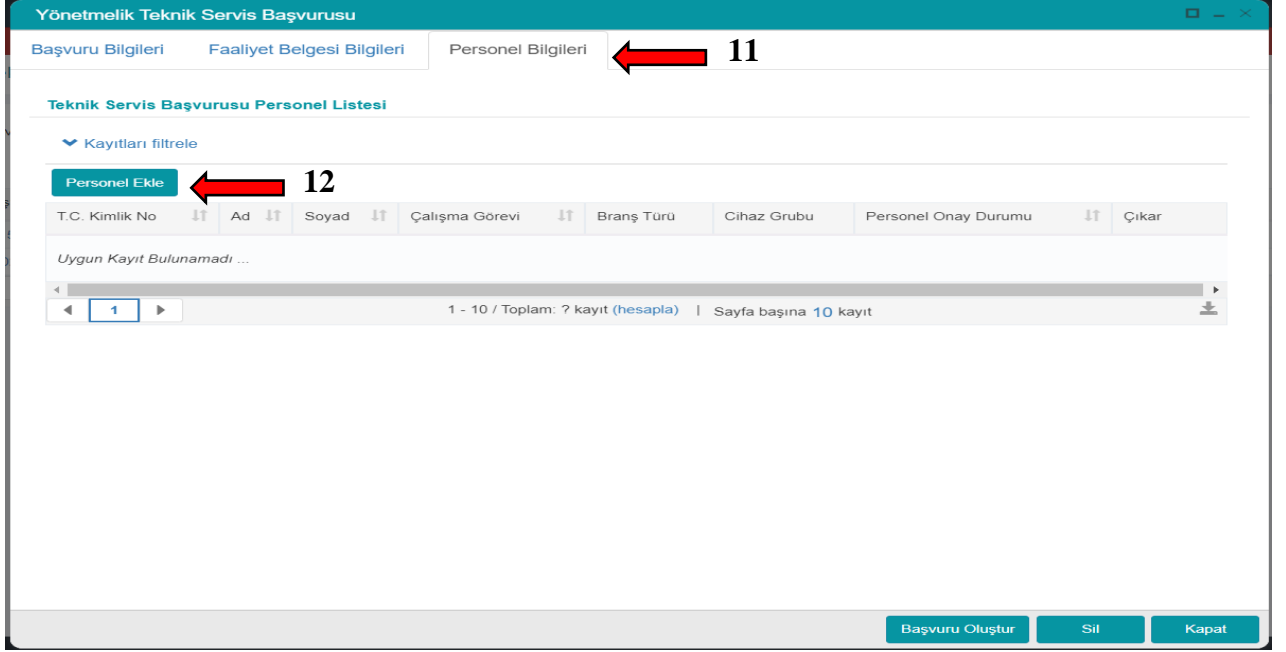 Yönetmelik Teknik Servis Başvurusu
Başvuru Bilgileri Faaliyet Belgesi Bilgileri Personel Bilgileri 11
Teknik Servis Başvurusu Personel Listesi
Kayıtları filtrele
Personel Ekle 12
T.C. Kimlik No Ad Soyad Çalışma Görevi Branş Türü Cihaz Grubu Personel Onay Durumu Çıkar
Uygun Kayıt Bulunamadı ...
1 1 - 10 / Toplam: ? kayıt (hesapla) | Sayfa başına 10 kayıt
Başvuru Oluştur Sil Kapat